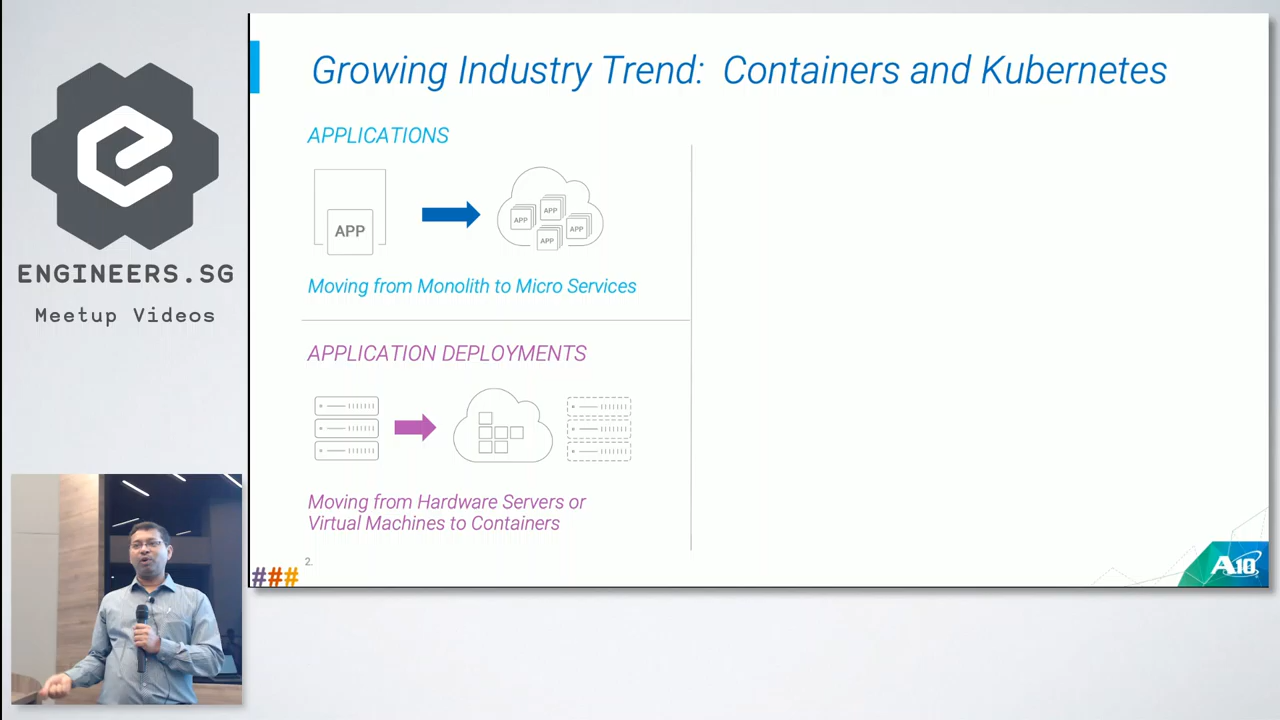 ENGINEERS.SG
Meetup Videos
Growing Industry Trend: Containers and Kubernetes
APPLICATIONS
APP
APP
APP
APP
APP
Moving from Monolith to Micro Services
APPLICATION DEPLOYMENTS
Moving from Hardware Servers or
Virtual Machines to Containers
2.
###
A10